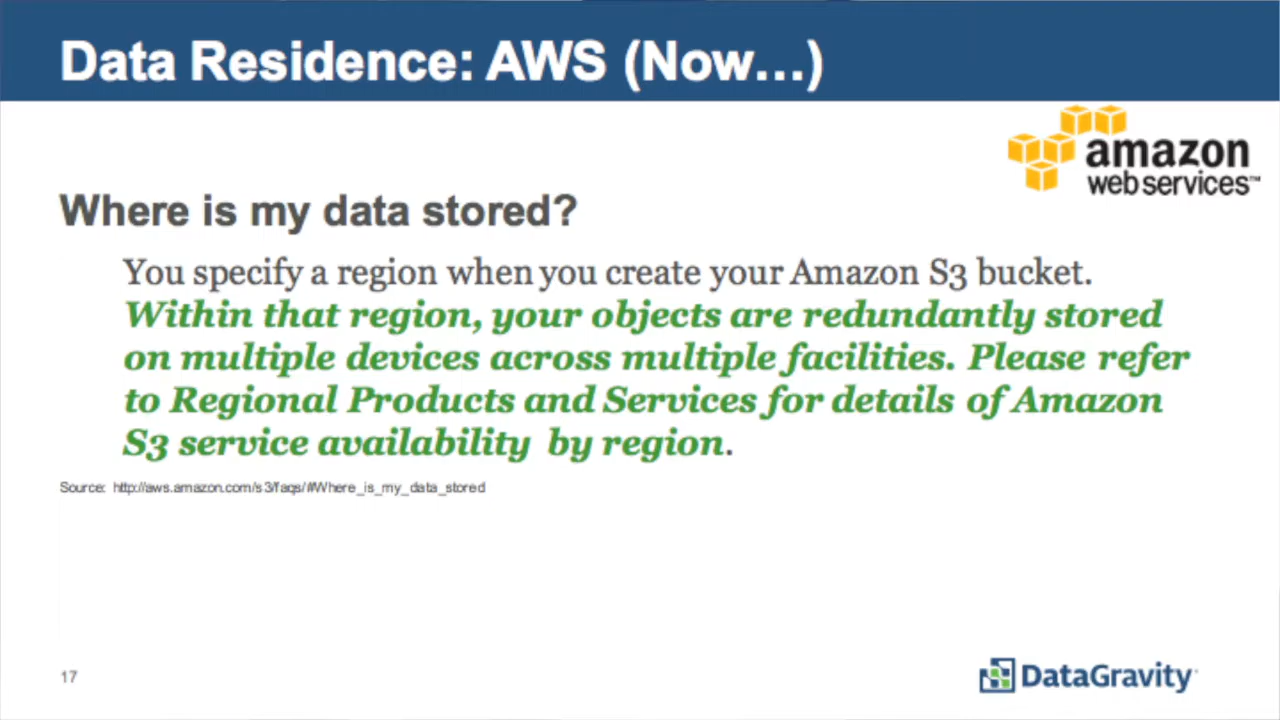 Data Residence: AWS (Now…)
amazon
web services™
Where is my data stored?
You specify a region when you create your Amazon S3 bucket.
Within that region, your objects are redundantly stored
on multiple devices across multiple facilities. Please refer
to Regional Products and Services for details of Amazon
S3 service availability by region.
Source: http://aws.amazon.com/s3/faqs/#Where_is_my_data_stored
17
DataGravity